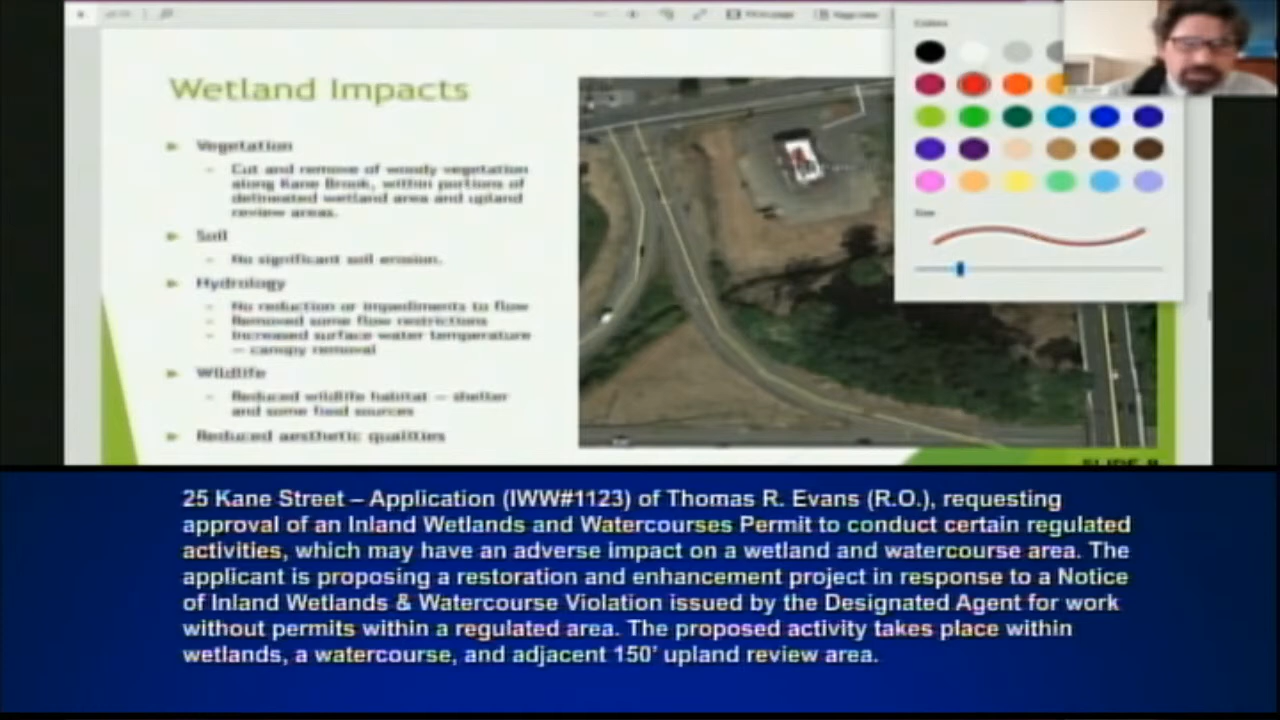 Colors
Wetland Impacts
Vegetation
– Cut and remove of woody vegetation
along Kane Brook, within portions of
delineated wetland area and upland
review areas.
Soil
– No significant soil erosion.
Hydrology
– No reduction or impediments to flow
– Removed some flow restrictions
– Increased surface water temperature
– canopy removal
Wildlife
– Reduced wildlife habitat – shelter
and some food sources
Reduced aesthetic qualities
Size
SLIDE 8
25 Kane Street – Application (IWW#1123) of Thomas R. Evans (R.O.), requesting
approval of an Inland Wetlands and Watercourses Permit to conduct certain regulated
activities, which may have an adverse impact on a wetland and watercourse area. The
applicant is proposing a restoration and enhancement project in response to a Notice
of Inland Wetlands & Watercourse Violation issued by the Designated Agent for work
without permits within a regulated area. The proposed activity takes place within
wetlands, a watercourse, and adjacent 150' upland review area.